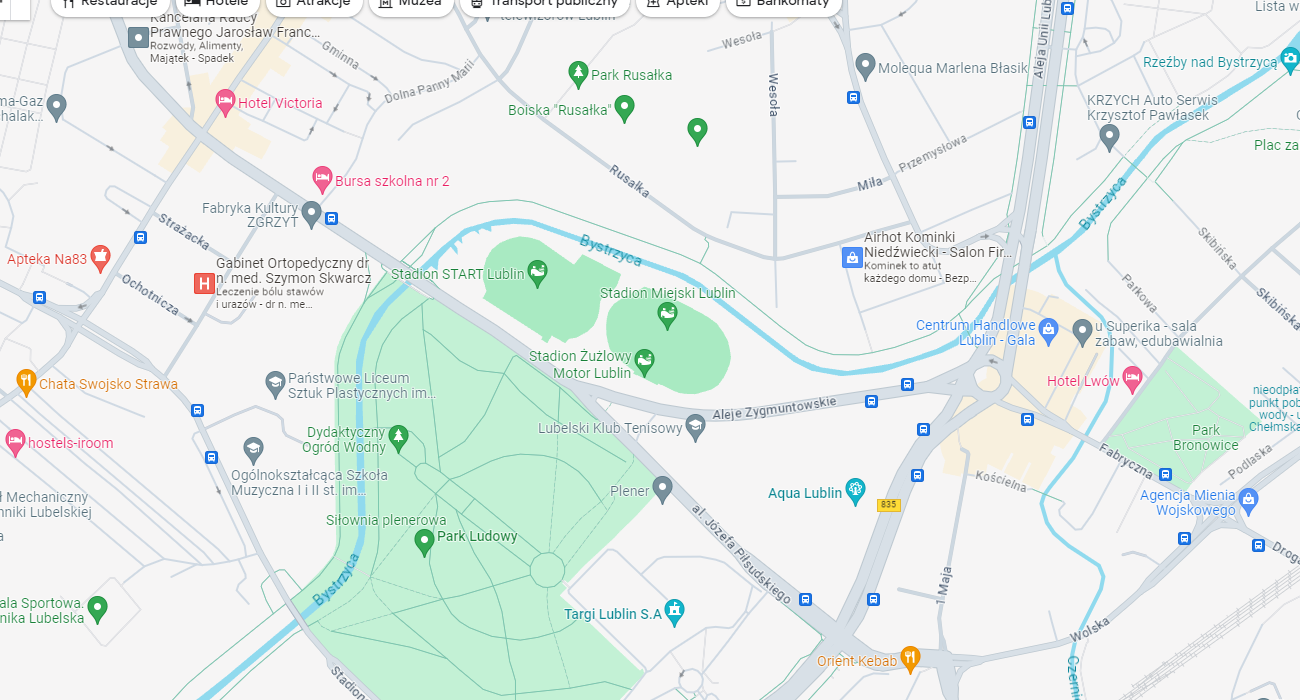 Restauracje
Hotele
Atrakcje
Muzea
Transport publiczny
Apteki
Bankomaty
Kancelaria Radcy
Prawnego Jarosław Franc...
Rozwody, Alimenty,
Majątek - Spadek
telewizorów Lublin
Gminna
Dolna Panny Marii
Hotel Victoria
Park Rusałka
Boiska "Rusałka"
Wesoła
Wesoła
Molequa Marlena Błasik
Aleja Unii Lub
Lista w
Rzeźby nad Bystrzycą
KRZYCH Auto Serwis
Krzysztof Pawłasek
Plac za
ma-Gaz
halak...
Bursa szkolna nr 2
Fabryka Kultury
ZGRZYT
Rusałka
Miła
Przemysłowa
Bystrzyca
Strażacka
Apteka Na83
Ochotnicza
Gabinet Ortopedyczny dr
n. med. Szymon Skwarcz
Leczenie bólu stawów
i urazów - dr n. me...
Stadion START Lublin
Bystrzyca
Stadion Miejski Lublin
Airhot Kominki
Niedźwiecki - Salon Fir...
Kominek to atut
każdego domu - Bezp...
Skibińska
Parkowa
Skibińska
Centrum Handlowe
Lublin - Gala
u Superika - sala
zabaw, edubawialnia
Stadion Żużlowy
Motor Lublin
Chata Swojsko Strawa
Państwowe Liceum
Sztuk Plastycznych im...
Aleje Zygmuntowskie
Hotel Lwów
nieodpłat
punkt pob
wody - u
Chełmska
hostels-iroom
Dydaktyczny
Ogród Wodny
Lubelski Klub Tenisowy
Park
Bronowice
Fabryczna
Podlaska
Ogólnokształcąca Szkoła
Muzyczna I i II st. im...
Plener
Aqua Lublin
Kościelna
835
Agencja Mienia
Wojskowego
ł Mechaniczny
hniki Lubelskiej
a
Siłownia plenerowa
Park Ludowy
al. Józefa Piłsudskiego
Droga
Bystrzyca
1 Maja
ala Sportowa.
nika Lubelska
Targi Lublin S.A
Wolska
Orient Kebab
Stadion
Czerni